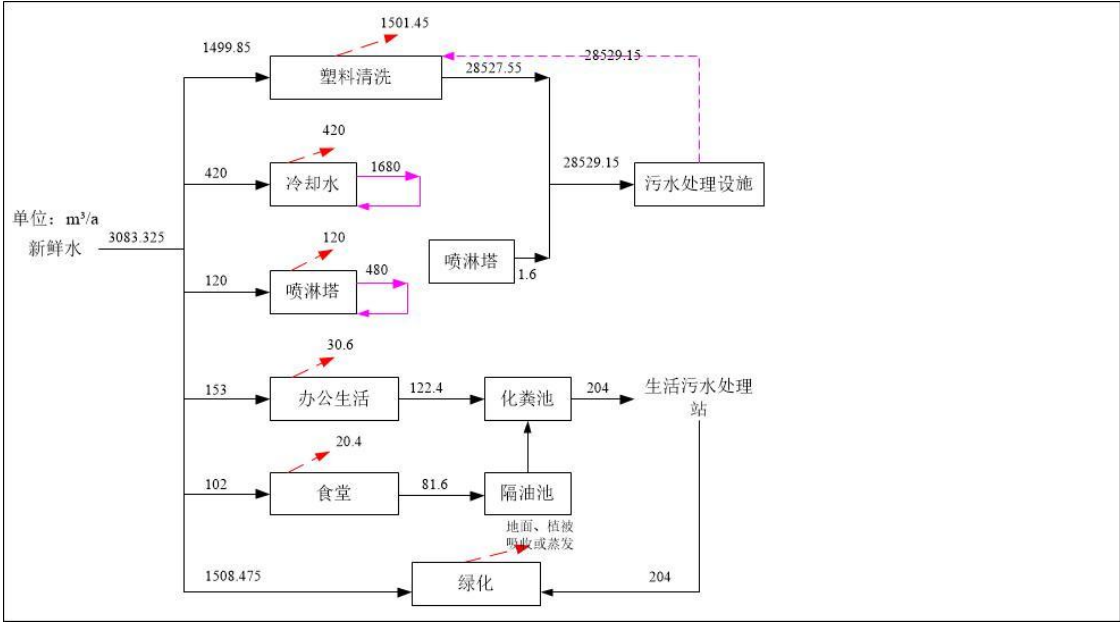 1501.45
1499.85
塑料清洗
28527.55
28529.15
420
420
冷却水
1680
28529.15
污水处理设施
单位：m³/a
新鲜水
3083.325
120
120
喷淋塔
480
喷淋塔
1.6
30.6
153
办公生活
122.4
化粪池
204
生活污水处理
站
20.4
102
食堂
81.6
隔油池
地面、植被
吸收或蒸发
1508.475
绿化
204